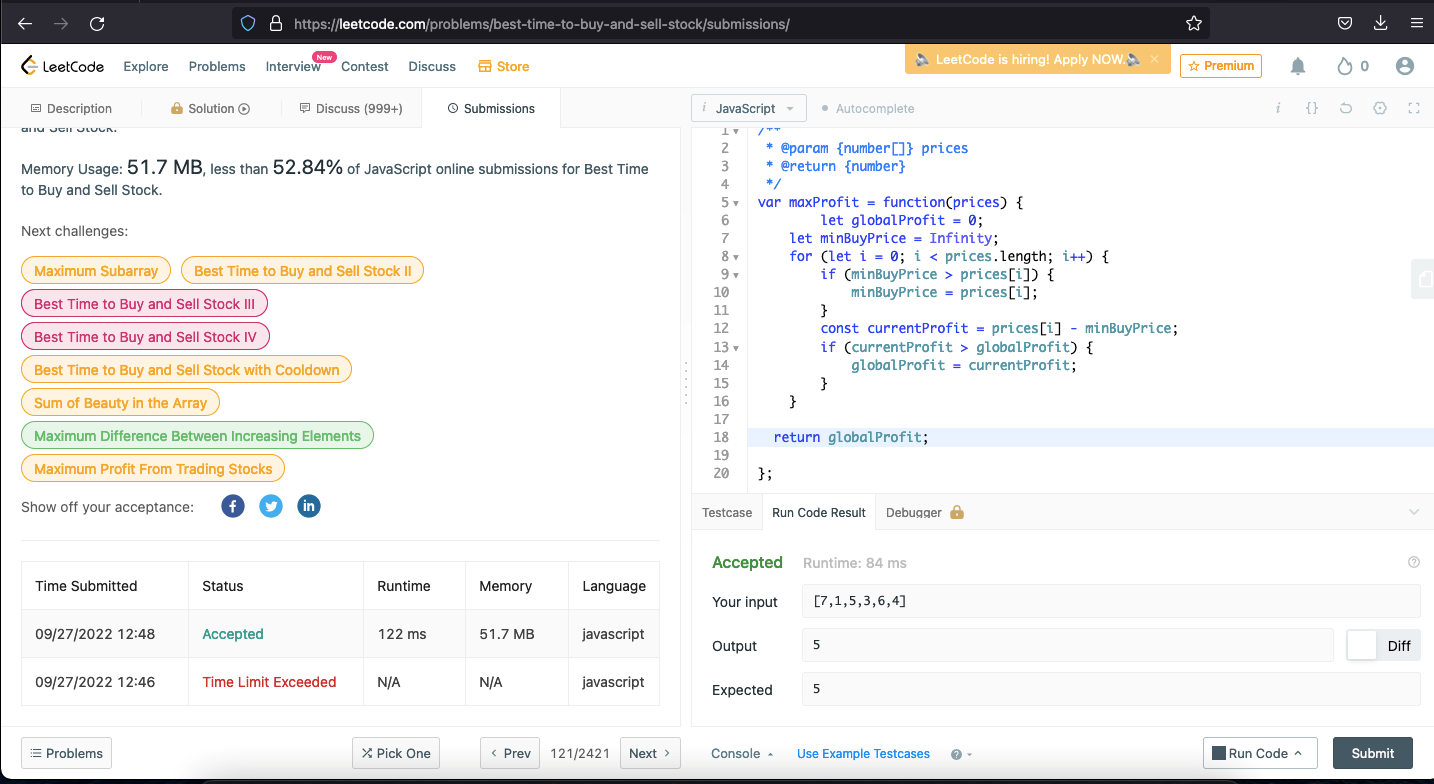 https://leetcode.com/problems/best-time-to-buy-and-sell-stock/submissions/
LeetCode Explore Problems Interview New Contest Discuss Store LeetCode is hiring! Apply NOW. × Premium 0
Description Solution Discuss (999+) Submissions
and Sell Stock.
Memory Usage: 51.7 MB, less than 52.84% of JavaScript online submissions for Best Time
to Buy and Sell Stock.
Next challenges:
Maximum Subarray Best Time to Buy and Sell Stock II
Best Time to Buy and Sell Stock III
Best Time to Buy and Sell Stock IV
Best Time to Buy and Sell Stock with Cooldown
Sum of Beauty in the Array
Maximum Difference Between Increasing Elements
Maximum Profit From Trading Stocks
Show off your acceptance:
Time Submitted Status Runtime Memory Language
09/27/2022 12:48 Accepted 122 ms 51.7 MB javascript
09/27/2022 12:46 Time Limit Exceeded N/A N/A javascript
Problems Pick One < Prev 121/2421 Next >
i JavaScript Autocomplete i {}
1 /**
2 * @param {number[]} prices
3 * @return {number}
4 */
5 var maxProfit = function(prices) {
6 let globalProfit = 0;
7 let minBuyPrice = Infinity;
8 for (let i = 0; i < prices.length; i++) {
9 if (minBuyPrice > prices[i]) {
10 minBuyPrice = prices[i];
11 }
12 const currentProfit = prices[i] - minBuyPrice;
13 if (currentProfit > globalProfit) {
14 globalProfit = currentProfit;
15 }
16 }
17
18 return globalProfit;
19
20 };
Testcase Run Code Result Debugger
Accepted Runtime: 84 ms
Your input [7,1,5,3,6,4]
Output 5 Diff
Expected 5
Console Use Example Testcases ? Run Code Submit